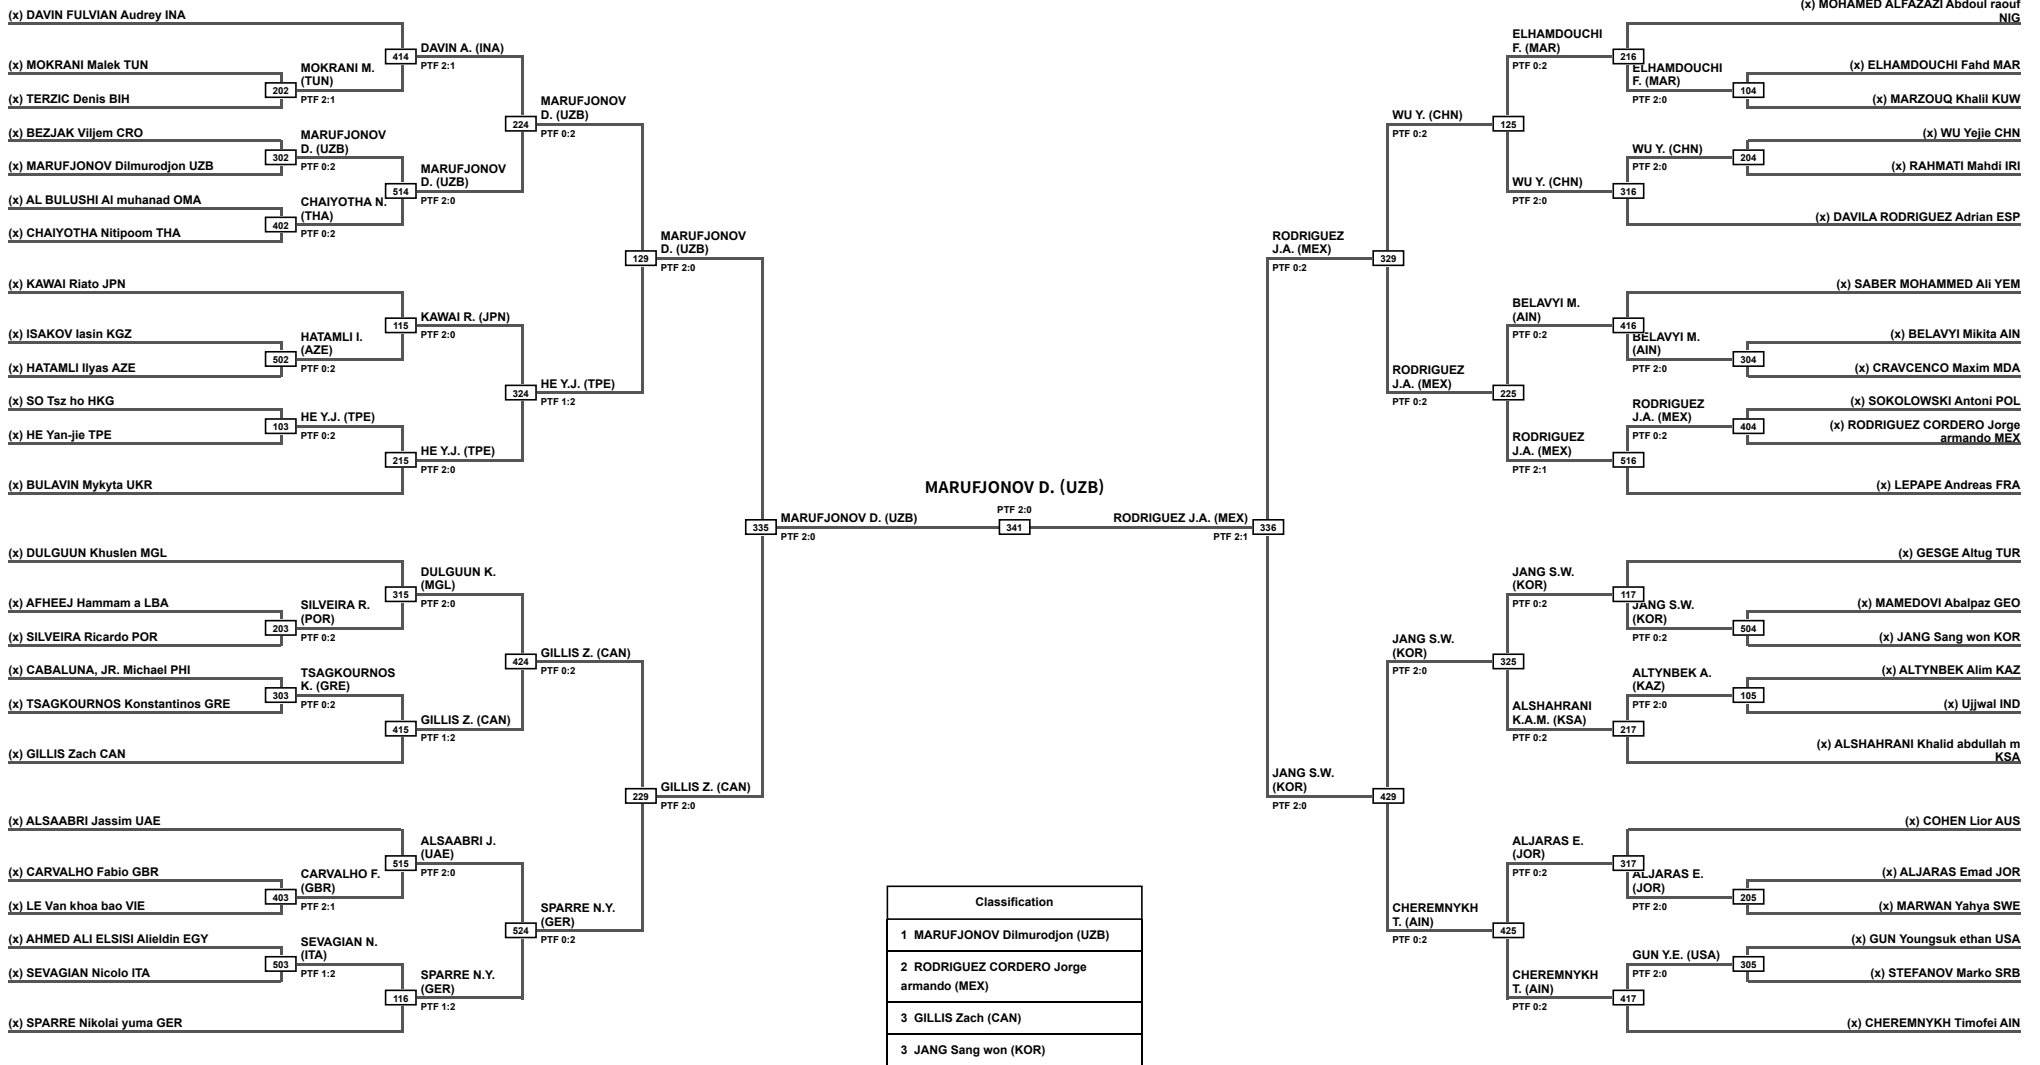 (x) DAVIN FULVIAN Audrey INA
(x) MOKRANI Malek TUN
(x) TERZIC Denis BIH
(x) BEZJAK Viljem CRO
(x) MARUFJONOV Dilmurodjon UZB
(x) AL BULUSHI Al muhanad OMA
(x) CHAIYOTHA Nitipoom THA
(x) KAWAI Riato JPN
(x) ISAKOV Iasin KGZ
(x) HATAMLI Ilyas AZE
(x) SO Tsz ho HKG
(x) HE Yan-jie TPE
(x) BULAVIN Mykyta UKR
(x) DULGUUN Khuslen MGL
(x) AFHEEJ Hammam a LBA
(x) SILVEIRA Ricardo POR
(x) CABALUNA, JR. Michael PHI
(x) TSAGKOURNOS Konstantinos GRE
(x) GILLIS Zach CAN
(x) ALSAABRI Jassim UAE
(x) CARVALHO Fabio GBR
(x) LE Van khoa bao VIE
(x) AHMED ALI ELSISI Alieldin EGY
(x) SEVAGIAN Nicolo ITA
(x) SPARRE Nikolai yuma GER
202
MOKRANI M.
(TUN)
PTF 2:1
302
MARUFJONOV
D. (UZB)
PTF 0:2
402
CHAIYOTHA N.
(THA)
PTF 0:2
502
HATAMLI I.
(AZE)
PTF 0:2
103
HE Y.J. (TPE)
PTF 0:2
203
SILVEIRA R.
(POR)
PTF 0:2
303
TSAGKOURNOS
K. (GRE)
PTF 0:2
403
CARVALHO F.
(GBR)
PTF 2:1
503
SEVAGIAN N.
(ITA)
PTF 1:2
414
DAVIN A. (INA)
PTF 2:1
514
MARUFJONOV
D. (UZB)
PTF 2:0
115
KAWAI R. (JPN)
PTF 2:0
215
HE Y.J. (TPE)
PTF 2:0
315
DULGUUN K.
(MGL)
PTF 2:0
415
GILLIS Z. (CAN)
PTF 1:2
515
ALSAABRI J.
(UAE)
PTF 2:0
116
SPARRE N.Y.
(GER)
PTF 1:2
224
MARUFJONOV
D. (UZB)
PTF 0:2
324
HE Y.J. (TPE)
PTF 1:2
424
GILLIS Z. (CAN)
PTF 0:2
524
SPARRE N.Y.
(GER)
PTF 0:2
129
MARUFJONOV
D. (UZB)
PTF 2:0
229
GILLIS Z. (CAN)
PTF 2:0
335
MARUFJONOV D. (UZB)
PTF 2:0
MARUFJONOV D. (UZB)
PTF 2:0
341
RODRIGUEZ J.A. (MEX)
PTF 2:1
336
RODRIGUEZ
J.A. (MEX)
PTF 0:2
329
JANG S.W.
(KOR)
PTF 2:0
429
WU Y. (CHN)
PTF 0:2
125
RODRIGUEZ
J.A. (MEX)
PTF 0:2
225
JANG S.W.
(KOR)
PTF 2:0
325
CHEREMNYKH
T. (AIN)
PTF 0:2
425
ELHAMDOUCHI
F. (MAR)
PTF 0:2
216
WU Y. (CHN)
PTF 2:0
316
BELAVYI M.
(AIN)
PTF 0:2
416
RODRIGUEZ
J.A. (MEX)
PTF 2:1
516
JANG S.W.
(KOR)
PTF 0:2
117
ALSHAHRANI
K.A.M. (KSA)
PTF 0:2
217
ALJARAS E.
(JOR)
PTF 0:2
317
CHEREMNYKH
T. (AIN)
PTF 0:2
417
ELHAMDOUCHI
F. (MAR)
PTF 2:0
104
WU Y. (CHN)
PTF 2:0
204
BELAVYI M.
(AIN)
PTF 2:0
304
RODRIGUEZ
J.A. (MEX)
PTF 0:2
404
JANG S.W.
(KOR)
PTF 0:2
504
ALTYNBEK A.
(KAZ)
PTF 2:0
105
ALJARAS E.
(JOR)
PTF 2:0
205
GUN Y.E. (USA)
PTF 2:0
305
(x) MOHAMED ALFAZAZI Abdoul raouf
NIG
(x) ELHAMDOUCHI Fahd MAR
(x) MARZOUQ Khalil KUW
(x) WU Yejie CHN
(x) RAHMATI Mahdi IRI
(x) DAVILA RODRIGUEZ Adrian ESP
(x) SABER MOHAMMED Ali YEM
(x) BELAVYI Mikita AIN
(x) CRAVCENCO Maxim MDA
(x) SOKOLOWSKI Antoni POL
(x) RODRIGUEZ CORDERO Jorge
armando MEX
(x) LEPAPE Andreas FRA
(x) GESGE Altug TUR
(x) MAMEDOVI Abalpaz GEO
(x) JANG Sang won KOR
(x) ALTYNBEK Alim KAZ
(x) Ujjwal IND
(x) ALSHAHRANI Khalid abdullah m
KSA
(x) COHEN Lior AUS
(x) ALJARAS Emad JOR
(x) MARWAN Yahya SWE
(x) GUN Youngsuk ethan USA
(x) STEFANOV Marko SRB
(x) CHEREMNYKH Timofei AIN
Classification
1 MARUFJONOV Dilmurodjon (UZB)
2 RODRIGUEZ CORDERO Jorge
armando (MEX)
3 GILLIS Zach (CAN)
3 JANG Sang won (KOR)